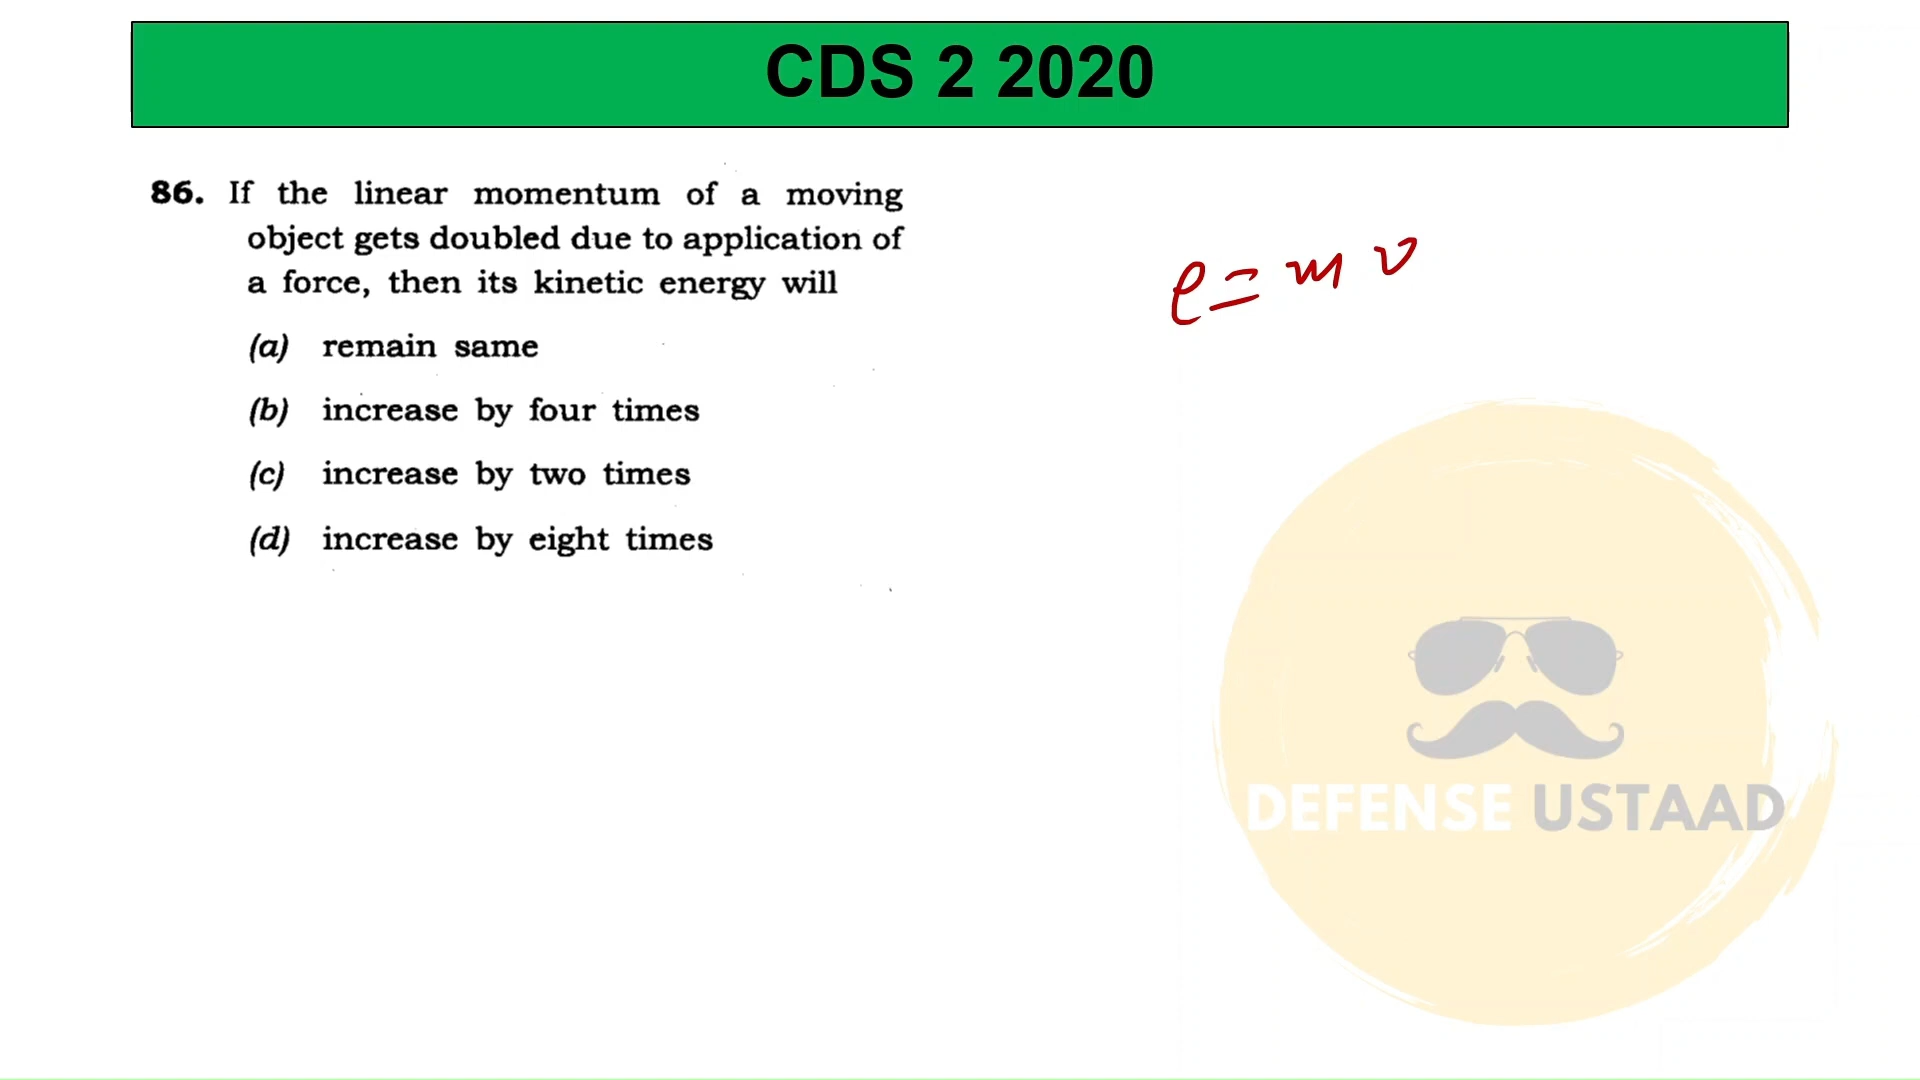 CDS 2 2020
86. If the linear momentum of a moving
object gets doubled due to application of
a force, then its kinetic energy will
(a) remain same
(b) increase by four times
(c) increase by two times
(d) increase by eight times
P = m v
DEFENSE USTAAD